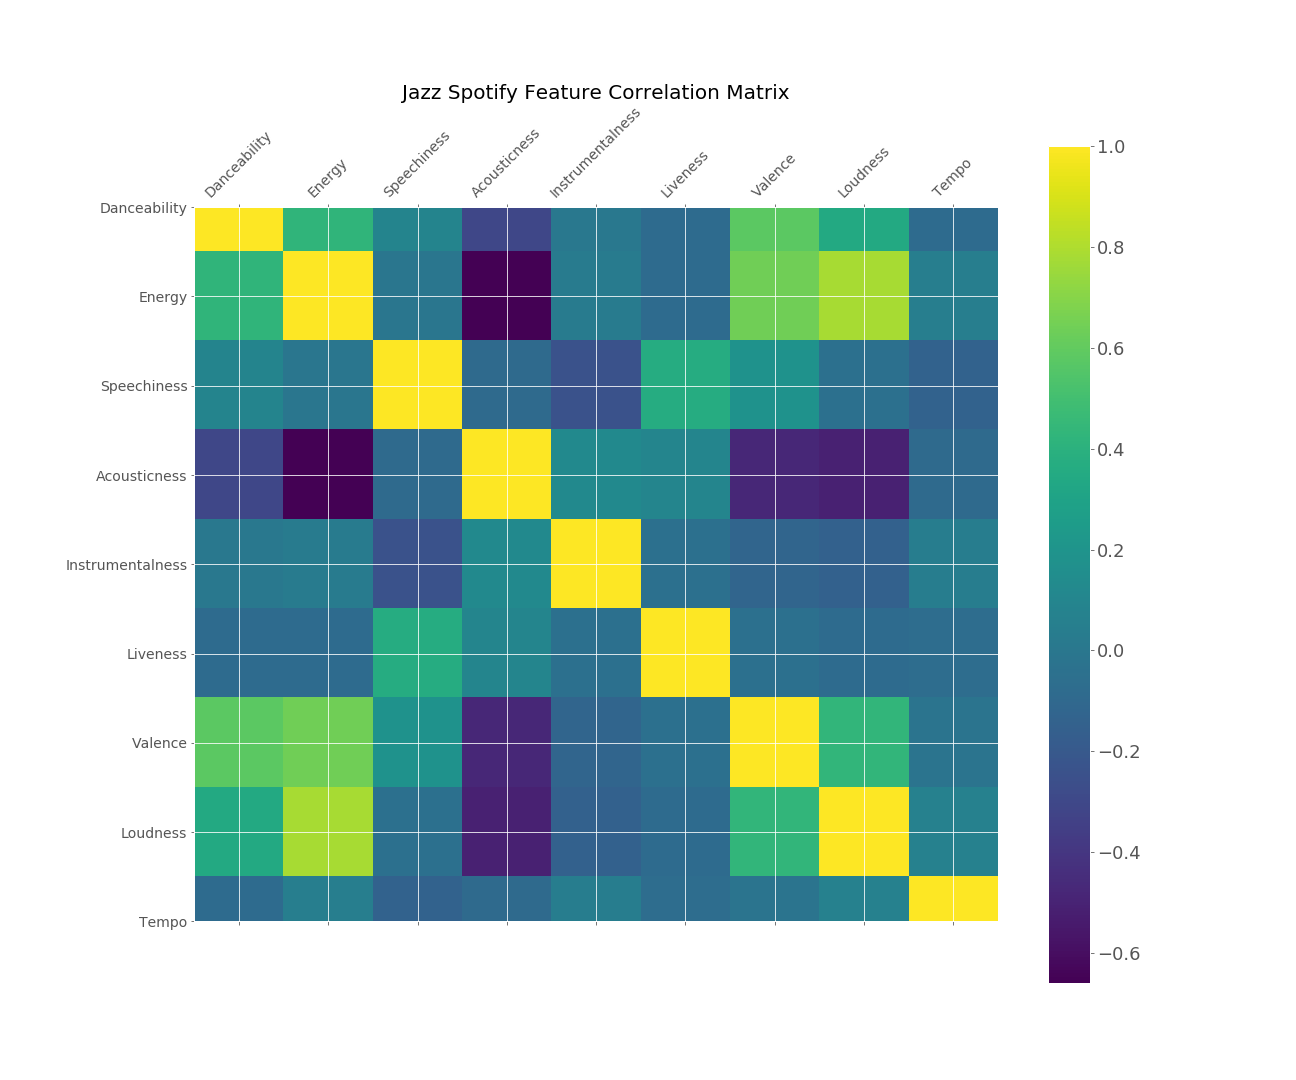 Jazz Spotify Feature Correlation Matrix
Danceability
Energy
Speechiness
Acousticness
Instrumentalness
Liveness
Valence
Loudness
Tempo
Danceability
Energy
Speechiness
Acousticness
Instrumentalness
Liveness
Valence
Loudness
Tempo
1.0
0.8
0.6
0.4
0.2
0.0
−0.2
−0.4
−0.6